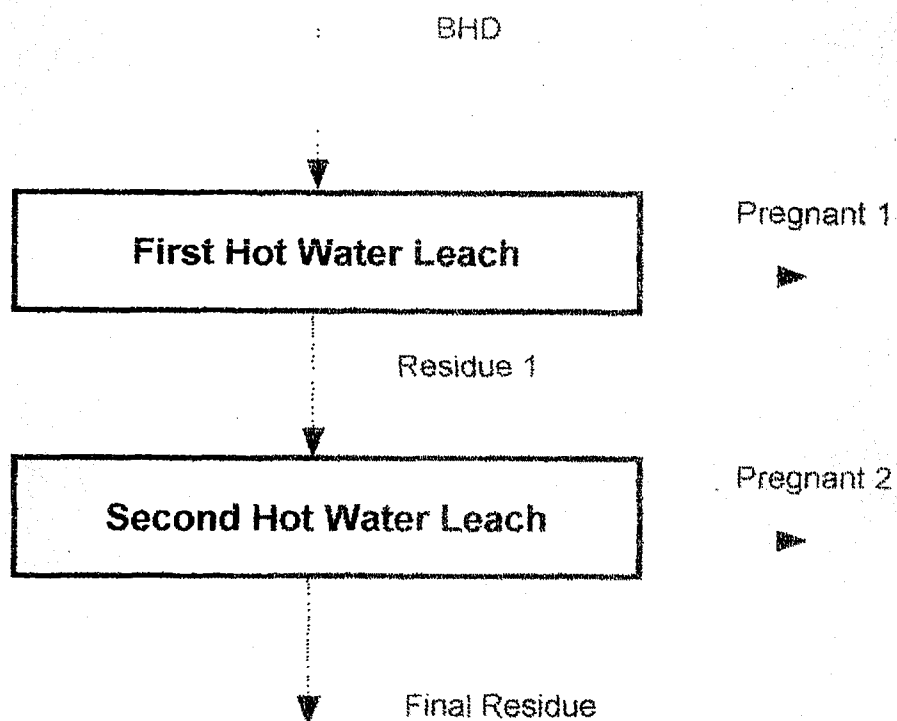 BHD
Pregnant 1
First Hot Water Leach
Residue 1
Pregnant 2
Second Hot Water Leach
Final Residue